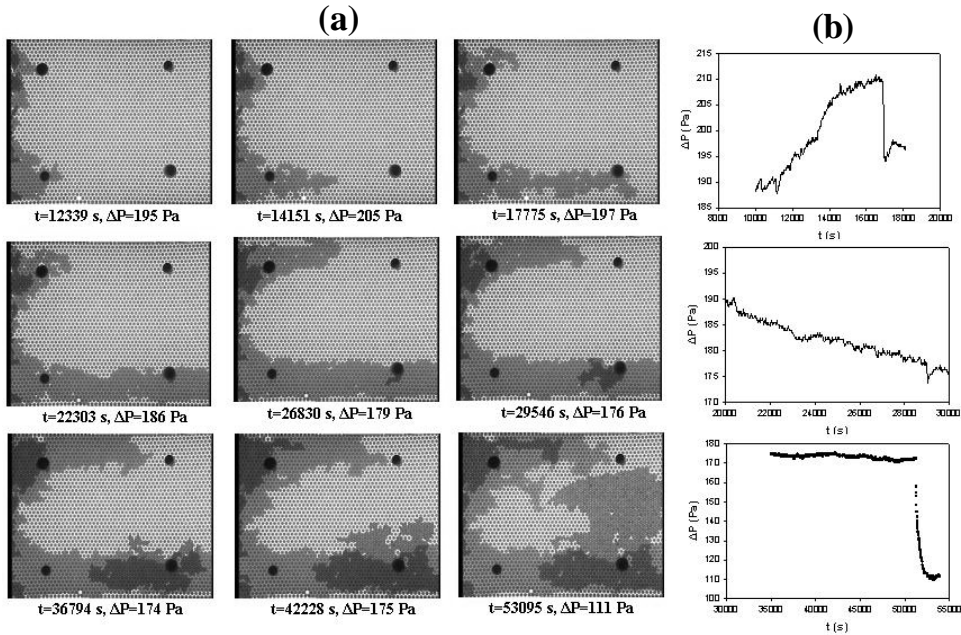 (a)
(b)
t=12339 s, ΔP=195 Pa
t=14151 s, ΔP=205 Pa
t=17775 s, ΔP=197 Pa
t=22303 s, ΔP=186 Pa
t=26830 s, ΔP=179 Pa
t=29546 s, ΔP=176 Pa
t=36794 s, ΔP=174 Pa
t=42228 s, ΔP=175 Pa
t=53095 s, ΔP=111 Pa
ΔP (Pa)
215
210
205
200
195
190
185
8000 10000 12000 14000 16000 18000 20000
t (s)
ΔP (Pa)
200
195
190
185
180
175
170
20000 22000 24000 26000 28000 30000
t (s)
ΔP (Pa)
180
170
160
150
140
130
120
110
100
30000 35000 40000 45000 50000 55000
t (s)